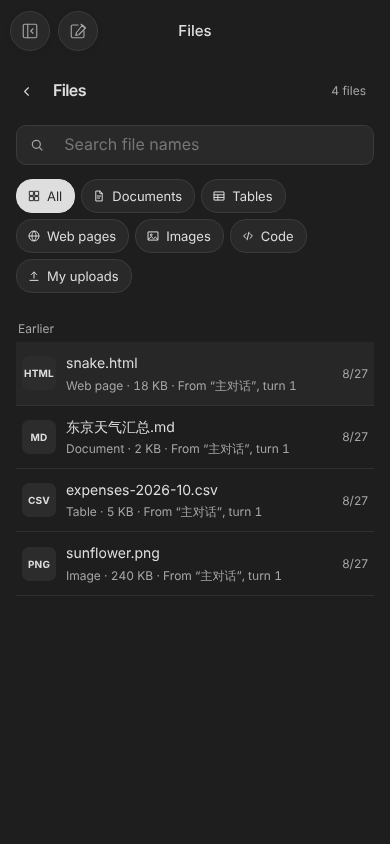 Files
Files
4 files
Search file names
All
Documents
Tables
Web pages
Images
Code
My uploads
Earlier
HTML
snake.html
Web page · 18 KB · From “主对话”, turn 1
8/27
MD
东京天气汇总.md
Document · 2 KB · From “主对话”, turn 1
8/27
CSV
expenses-2026-10.csv
Table · 5 KB · From “主对话”, turn 1
8/27
PNG
sunflower.png
Image · 240 KB · From “主对话”, turn 1
8/27